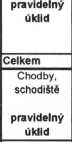 pravidelný
úklid
Celkem
Chodby,
schodiště
pravidelný
úklid